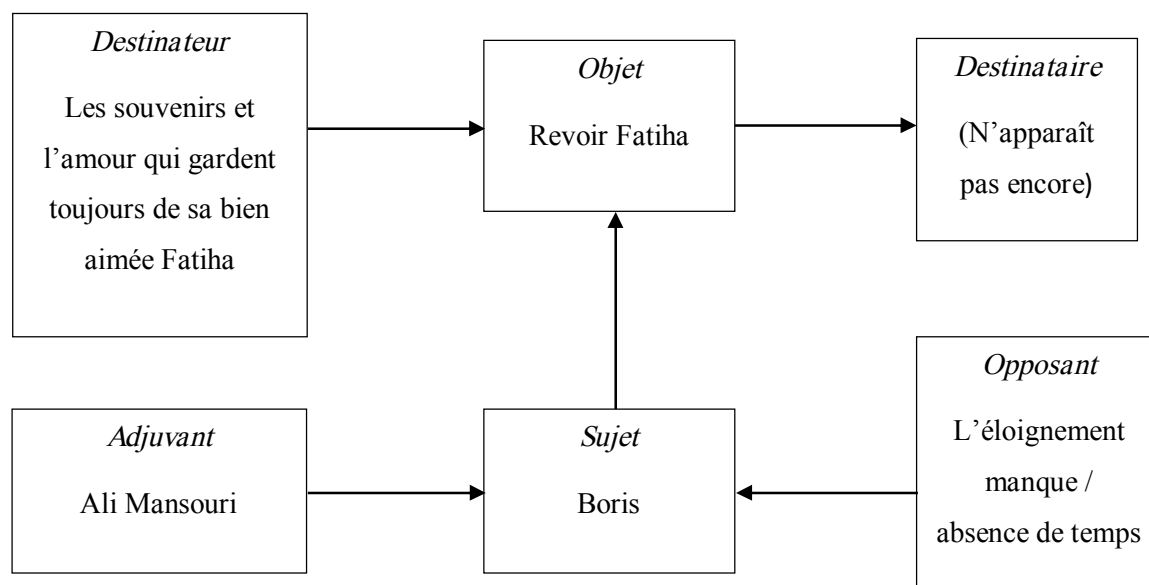 Destinateur
Les souvenirs et
l’amour qui gardent
toujours de sa bien
aimée Fatiha
Objet
Revoir Fatiha
Destinataire
(N’apparaît
pas encore)
Adjuvant
Ali Mansouri
Sujet
Boris
Opposant
L’éloignement
manque /
absence de temps